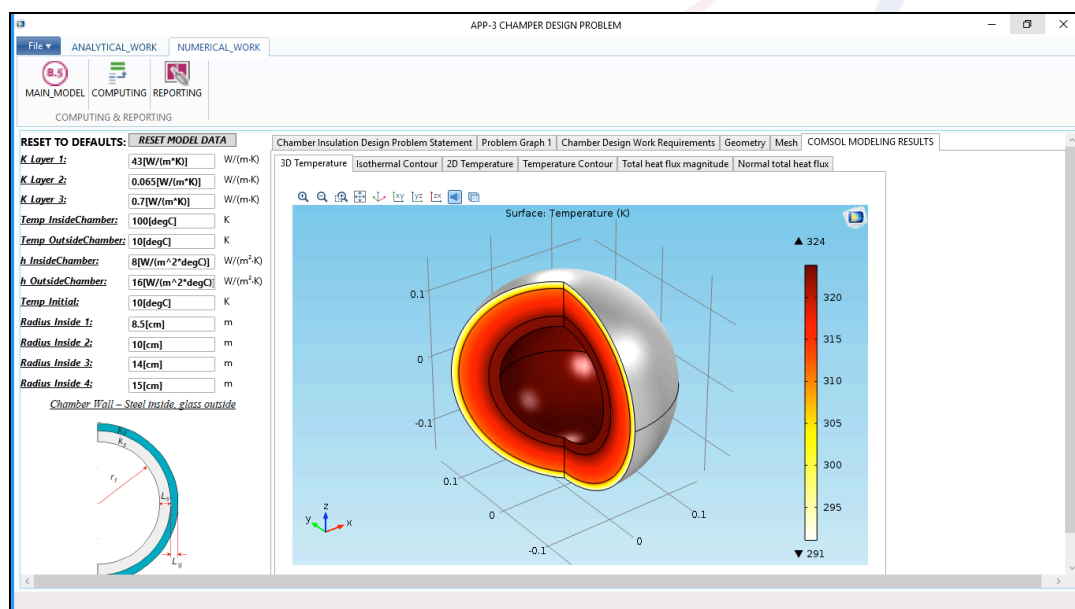 APP-3 CHAMPER DESIGN PROBLEM
File ANALYTICAL_WORK NUMERICAL_WORK
8.5
MAIN_MODEL COMPUTING REPORTING
COMPUTING & REPORTING
RESET TO DEFAULTS: RESET MODEL DATA
K Layer 1: 43[W/(m*K)] W/(m·K)
K Layer 2: 0.065[W/(m*K)] W/(m·K)
K Layer 3: 0.7[W/(m*K)] W/(m·K)
Temp InsideChamber: 100[degC] K
Temp OutsideChamber: 10[degC] K
h InsideChamber: 8[W/(m^2*degC)] W/(m²·K)
h OutsideChamber: 16[W/(m^2*degC)] W/(m²·K)
Temp Initial: 10[degC] K
Radius Inside 1: 8.5[cm] m
Radius Inside 2: 10[cm] m
Radius Inside 3: 14[cm] m
Radius Inside 4: 15[cm] m
Chamber Wall – Steel inside, glass outside
r1
Ls
Lg
Chamber Insulation Design Problem Statement Problem Graph 1 Chamber Design Work Requirements Geometry Mesh COMSOL MODELING RESULTS
3D Temperature Isothermal Contour 2D Temperature Temperature Contour Total heat flux magnitude Normal total heat flux
xy yz zx
Surface: Temperature (K)
▲ 324
320
315
310
305
300
295
▼ 291
0.1
0
-0.1
0.1
0
-0.1
0.1
0
z
y x